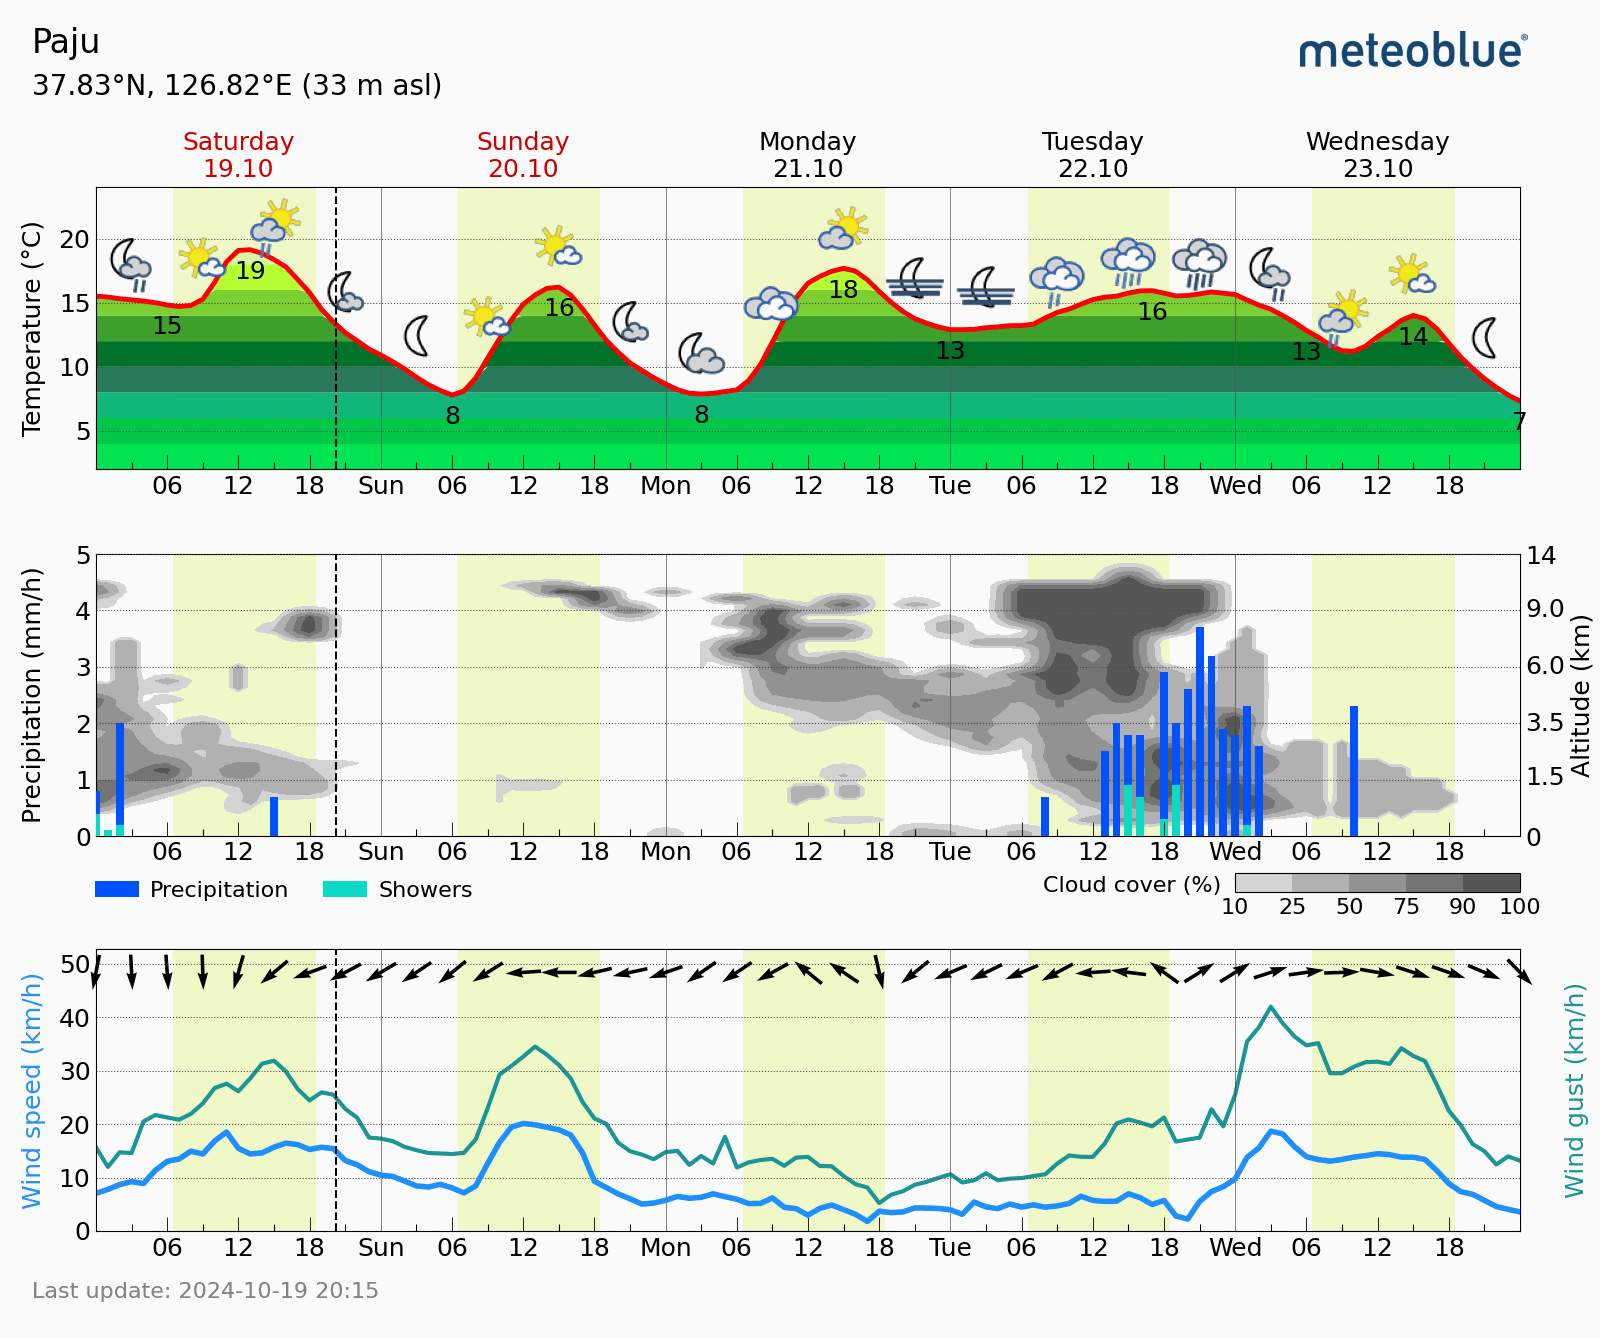 Paju
meteoblue®
37.83°N, 126.82°E (33 m asl)
Saturday Sunday Monday Tuesday Wednesday
19.10 20.10 21.10 22.10 23.10
Temperature (°C)
20
15
10
5
15 19 8 16 8 18 13 16 13 14 7
06 12 18 Sun 06 12 18 Mon 06 12 18 Tue 06 12 18 Wed 06 12 18
Precipitation (mm/h)
5
4
3
2
1
0
14
9.0
6.0
3.5
1.5
0
Altitude (km)
06 12 18 Sun 06 12 18 Mon 06 12 18 Tue 06 12 18 Wed 06 12 18
Precipitation Showers Cloud cover (%)
10 25 50 75 90 100
Wind speed (km/h)
50
40
30
20
10
0
Wind gust (km/h)
06 12 18 Sun 06 12 18 Mon 06 12 18 Tue 06 12 18 Wed 06 12 18
Last update: 2024-10-19 20:15